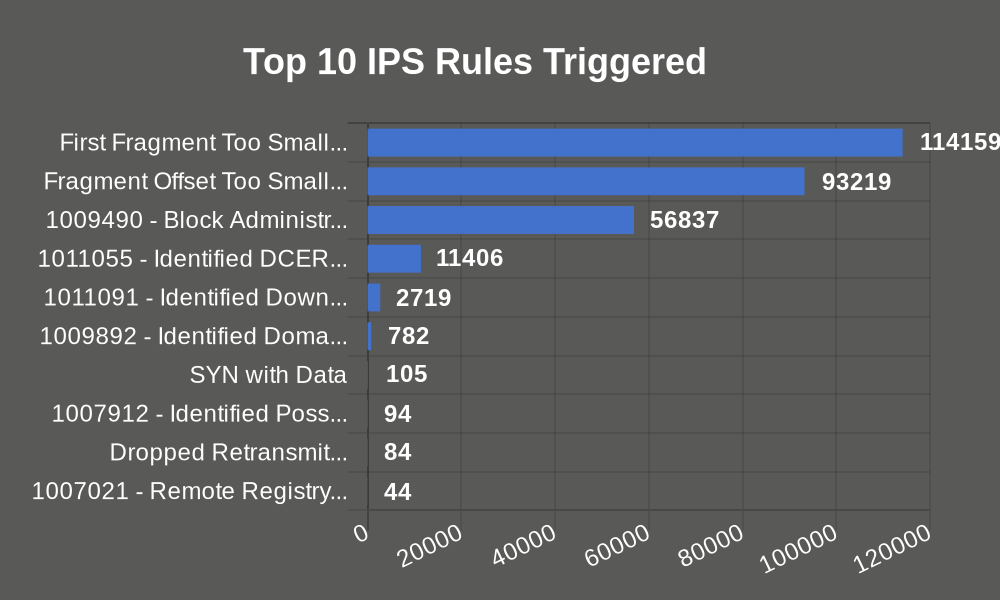 Top 10 IPS Rules Triggered
First Fragment Too Small... 114159
Fragment Offset Too Small... 93219
1009490 - Block Administr... 56837
1011055 - Identified DCER... 11406
1011091 - Identified Down... 2719
1009892 - Identified Doma... 782
SYN with Data 105
1007912 - Identified Poss... 94
Dropped Retransmit... 84
1007021 - Remote Registry... 44
0 20000 40000 60000 80000 100000 120000